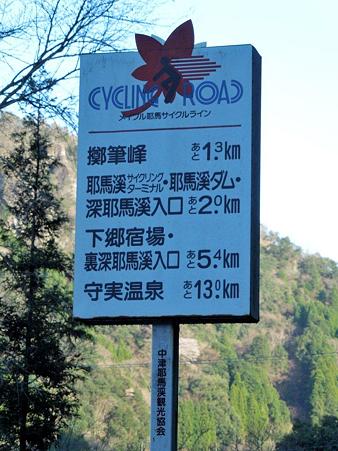 CYCLING ROAD
メイプル耶馬サイクルライン
擲筆峰 あと1.3km
耶馬溪サイクリングターミナル・耶馬溪ダム・
深耶馬溪入口 あと2.0km
下郷宿場・
裏深耶馬溪入口 あと5.4km
守実温泉 あと13.0km
中津耶馬渓観光協会